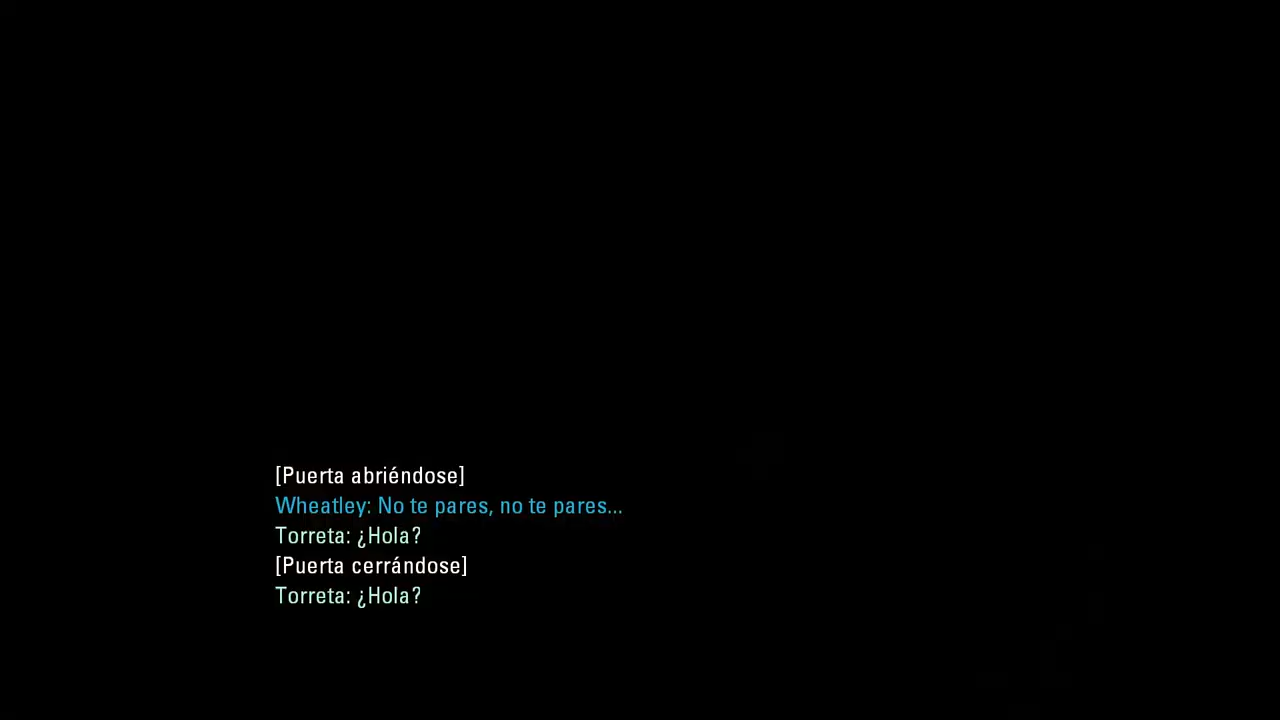 [Puerta abriéndose]
Wheatley: No te pares, no te pares...
Torreta: ¿Hola?
[Puerta cerrándose]
Torreta: ¿Hola?